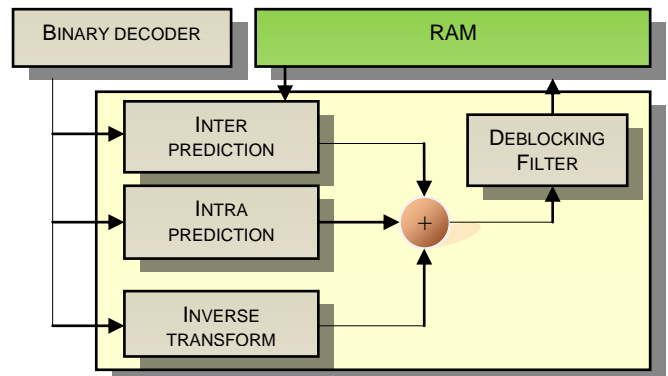 BINARY DECODER
RAM
INTER
PREDICTION
DEBLOCKING
FILTER
INTRA
PREDICTION
+
INVERSE
TRANSFORM